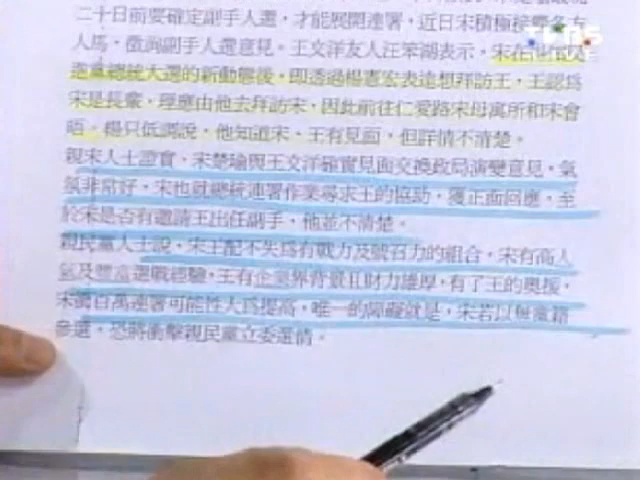 TVBS
二十日前要確定副手人選，才能展開連署，近日宋積極接觸各方
人馬，徵詢副手人選意見。王文洋友人汪笨湖表示，宋在
選黨總統大選的新動態後，即透過楊憲宏表達想拜訪王，王認為
宋是長輩，理應由他去拜訪宋，因此前往仁愛路宋母寓所和宋會
晤，楊只低調說，他知道宋、王有見面，但詳情不清楚。
親宋人士證實，宋楚瑜與王文洋確實見面交換政局演變意見，氣
氛非常好，宋也就總統連署作業尋求王的協助，獲正面回應，至
於宋是否有邀請王出任副手，他並不清楚。
親民黨人士說，宋王配不失為有戰力及號召力的組合，宋有高人
氣及豐富選戰經驗，王有企業界背景且財力雄厚，有了王的奧援，
宋衝百萬連署可能性大為提高，唯一的障礙就是，宋若以無黨籍
參選，恐將衝擊親民黨立委選情。